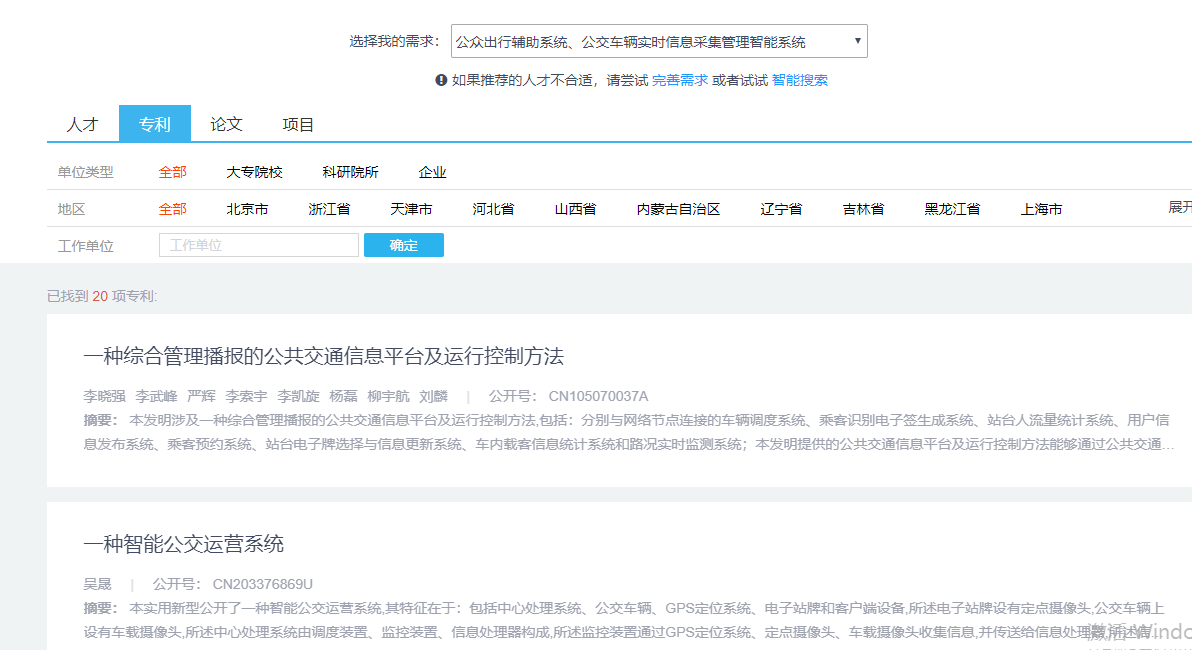 选择我的需求： 公众出行辅助系统、公交车辆实时信息采集管理智能系统
如果推荐的人才不合适，请尝试 完善需求 或者试试 智能搜索
人才 专利 论文 项目
单位类型 全部 大专院校 科研院所 企业
地区 全部 北京市 浙江省 天津市 河北省 山西省 内蒙古自治区 辽宁省 吉林省 黑龙江省 上海市 展开
工作单位 工作单位 确定
已找到 20 项专利:
一种综合管理播报的公共交通信息平台及运行控制方法
李晓强 李武峰 严辉 李索宇 李凯旋 杨磊 柳宇航 刘麟 | 公开号： CN105070037A
摘要： 本发明涉及一种综合管理播报的公共交通信息平台及运行控制方法,包括：分别与网络节点连接的车辆调度系统、乘客识别电子签生成系统、站台人流量统计系统、用户信
息发布系统、乘客预约系统、站台电子牌选择与信息更新系统、车内载客信息统计系统和路况实时监测系统；本发明提供的公共交通信息平台及运行控制方法能够通过公共交通...
一种智能公交运营系统
吴晟 | 公开号： CN203376869U
摘要： 本实用新型公开了一种智能公交运营系统,其特征在于：包括中心处理系统、公交车辆、GPS定位系统、电子站牌和客户端设备,所述电子站牌设有定点摄像头,公交车辆上
设有车载摄像头,所述中心处理系统由调度装置、监控装置、信息处理器构成,所述监控装置通过GPS定位系统、定点摄像头、车载摄像头收集信息,并传送给信息处理器,所述信
激活 Windo